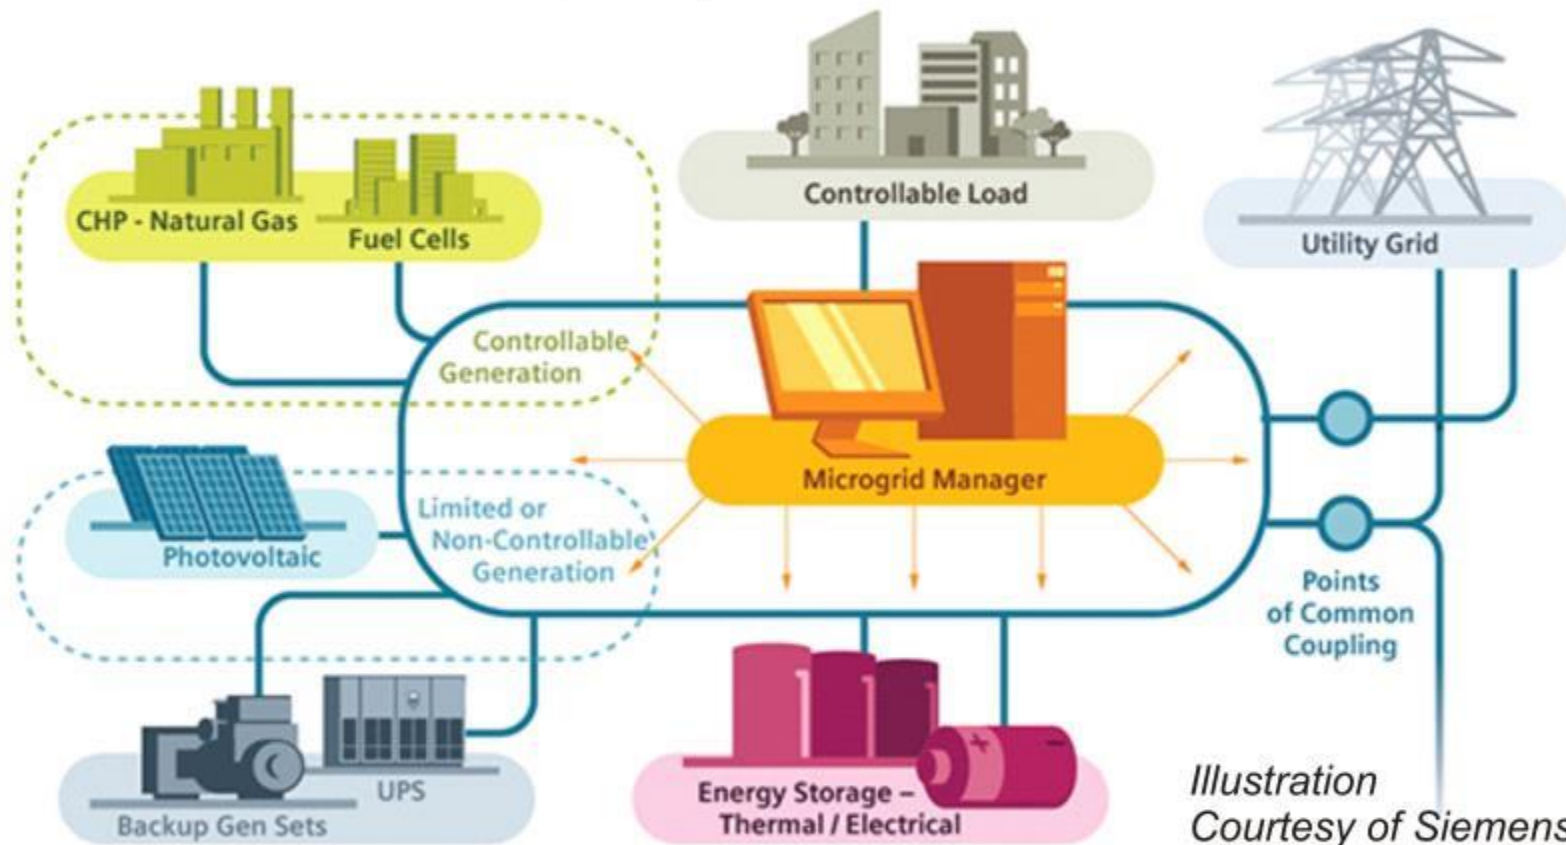 Controllable Load
CHP - Natural Gas
Fuel Cells
Utility Grid
Controllable
Generation
Microgrid Manager
Limited or
Non-Controllable
Generation
Photovoltaic
Points
of Common
Coupling
UPS
Backup Gen Sets
Energy Storage –
Thermal / Electrical
Illustration
Courtesy of Siemens